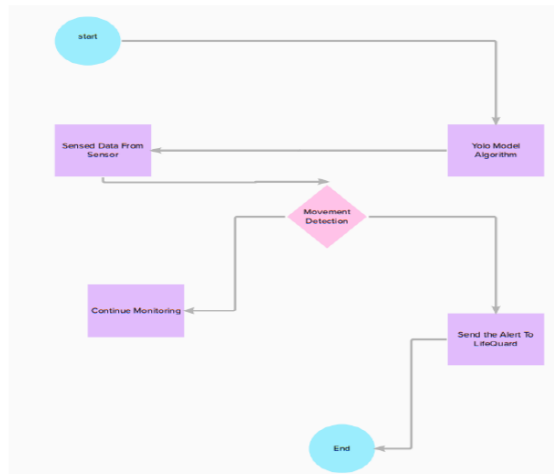 start
Sensed Data From
Sensor
Yolo Model
Algorithm
Movement
Detection
Continue Monitoring
Send the Alert To
LifeGuard
End